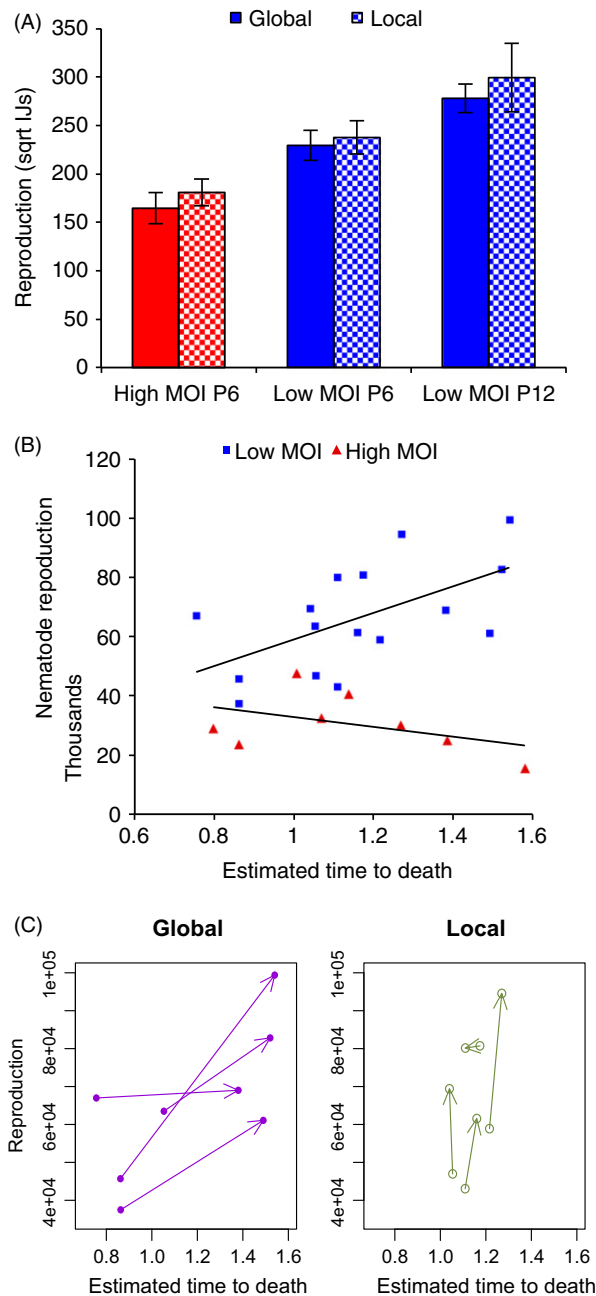 (A)
Global Local
Reproduction (sqrt IJs)
350
300
250
200
150
100
50
0
High MOI P6 Low MOI P6 Low MOI P12
(B)
Low MOI High MOI
Nematode repoduction
Thousands
120
100
80
60
40
20
0
0.6 0.8 1 1.2 1.4 1.6
Estimated time to death
(C)
Global Local
Reproduction
1e+05
8e+04
6e+04
4e+04
0.8 1.0 1.2 1.4 1.6
Estimated time to death
1e+05
8e+04
6e+04
4e+04
0.8 1.0 1.2 1.4 1.6
Estimated time to death